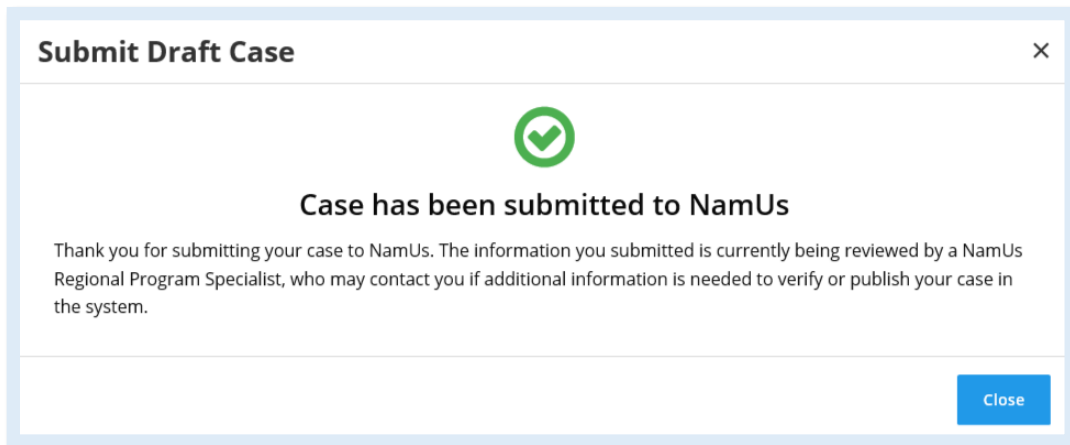 Submit Draft Case
Case has been submitted to NamUs
Thank you for submitting your case to NamUs. The information you submitted is currently being reviewed by a NamUs
Regional Program Specialist, who may contact you if additional information is needed to verify or publish your case in
the system.
Close